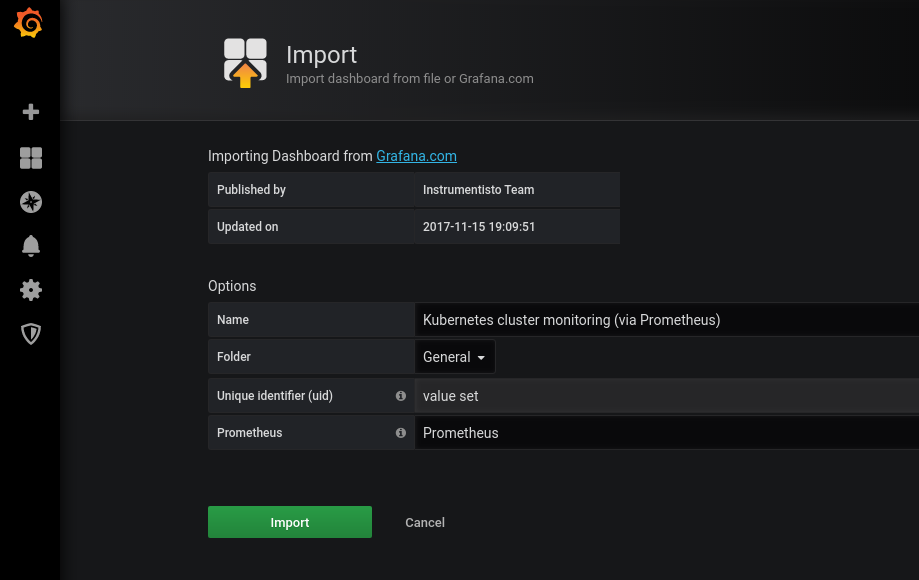 Import
Import dashboard from file or Grafana.com
Importing Dashboard from Grafana.com
Published by Instrumentisto Team
Updated on 2017-11-15 19:09:51
Options
Name Kubernetes cluster monitoring (via Prometheus)
Folder General
Unique identifier (uid) value set
Prometheus Prometheus
Import Cancel